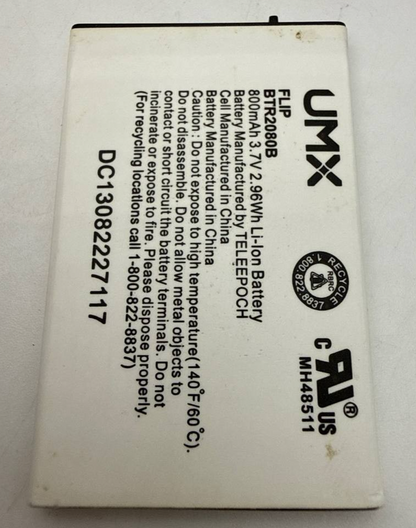 UMX
FLIP
BTR2080B
800mAh 3.7V 2.96Wh Li-Ion Battery
Battery Manufactured by TELEEPOCH
Cell Manufactured in China
Battery Manufactured in China
Caution : Do not expose to high temperature(140°F/60°C).
Do not disassemble. Do not allow metal objects to
contact or short circuit the battery terminals. Do not
incinerate or expose to fire. Please dispose properly.
(For recycling locations call 1-800-822-8837)
DC13082227117
RECYCLE
RBRC
1.800.822.8837
c RU ® US
MH48511